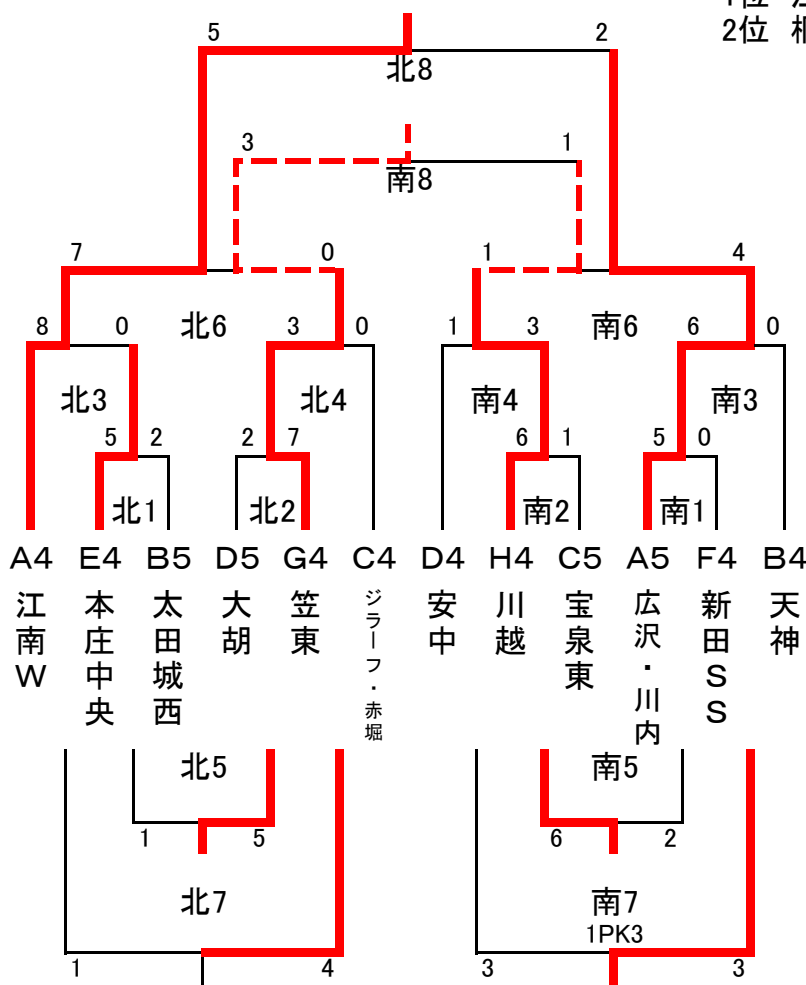 1位
5
2
2位
北8
3
1
南8
7
0
1
4
8
0
北6
3
0
1
3
南6
6
0
北3
北4
南4
南3
5
2
2
7
6
1
5
0
北1
北2
南2
南1
A4
E4
B5
D5
G4
C4
D4
H4
C5
A5
F4
B4
江南W
本庄中央
太田城西
大胡
笠東
ジラーフ・赤堀
安中
川越
宝泉東
広沢・川内
新田SS
天神
北5
南5
1
5
6
2
北7
南7
1PK3
1
4
3
3